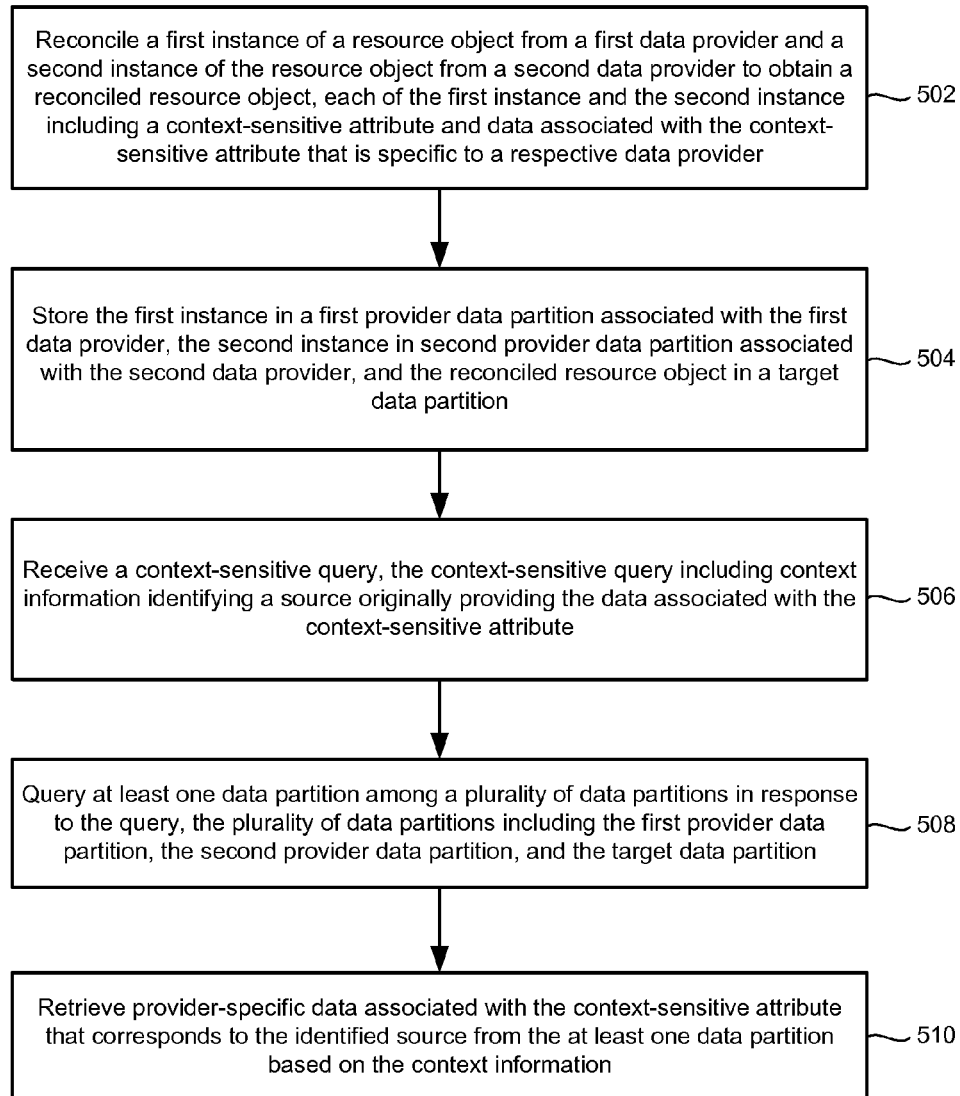 Reconcile a first instance of a resource object from a first data provider and a
second instance of the resource object from a second data provider to obtain a
reconciled resource object, each of the first instance and the second instance
including a context-sensitive attribute and data associated with the context-
sensitive attribute that is specific to a respective data provider
502
Store the first instance in a first provider data partition associated with the first
data provider, the second instance in second provider data partition associated
with the second data provider, and the reconciled resource object in a target
data partition
504
Receive a context-sensitive query, the context-sensitive query including context
information identifying a source originally providing the data associated with the
context-sensitive attribute
506
Query at least one data partition among a plurality of data partitions in response
to the query, the plurality of data partitions including the first provider data
partition, the second provider data partition, and the target data partition
508
Retrieve provider-specific data associated with the context-sensitive attribute
that corresponds to the identified source from the at least one data partition
based on the context information
510